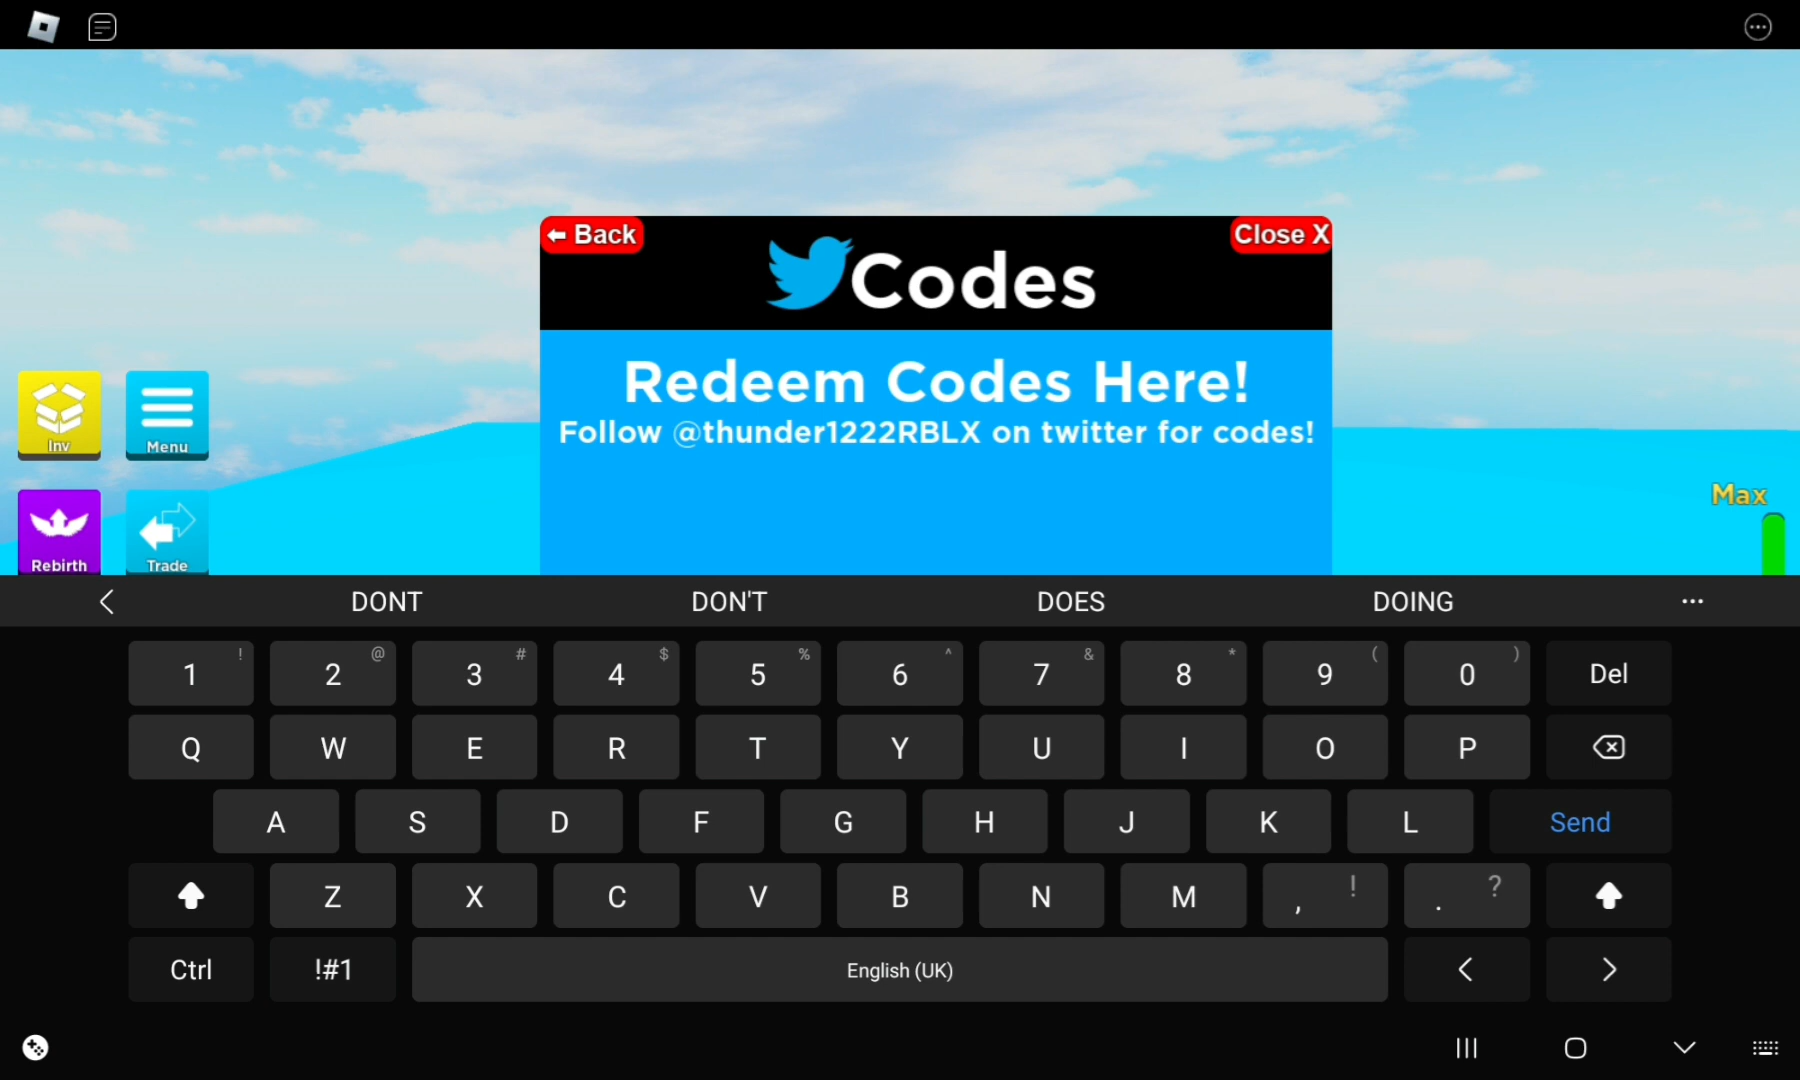 ← Back
Codes
Close X
Redeem Codes Here!
Follow @thunder1222RBLX on twitter for codes!
Inv
Menu
Max
Rebirth
Trade
DONT DON'T DOES DOING ...
1 ! 2 @ 3 # 4 $ 5 % 6 ^ 7 & 8 * 9 ( 0 ) Del
Q W E R T Y U I O P
A S D F G H J K L Send
Z X C V B N M , ! . ?
Ctrl !#1 English (UK) < >